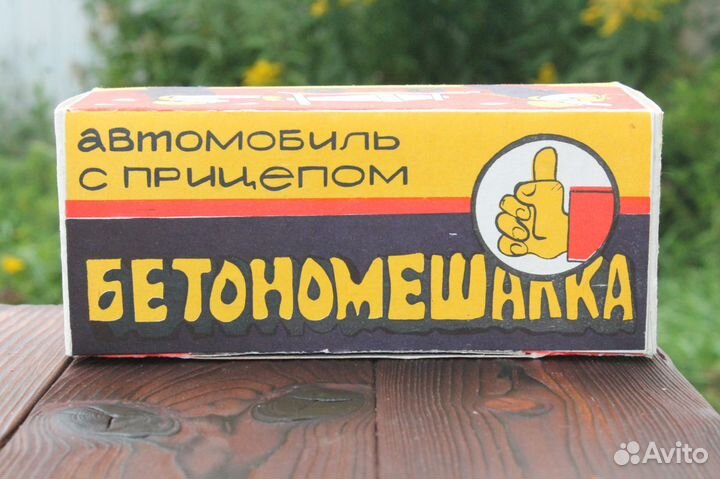 автомобиль
с прицепом
БЕТОНОМЕШАЛКА
Avito